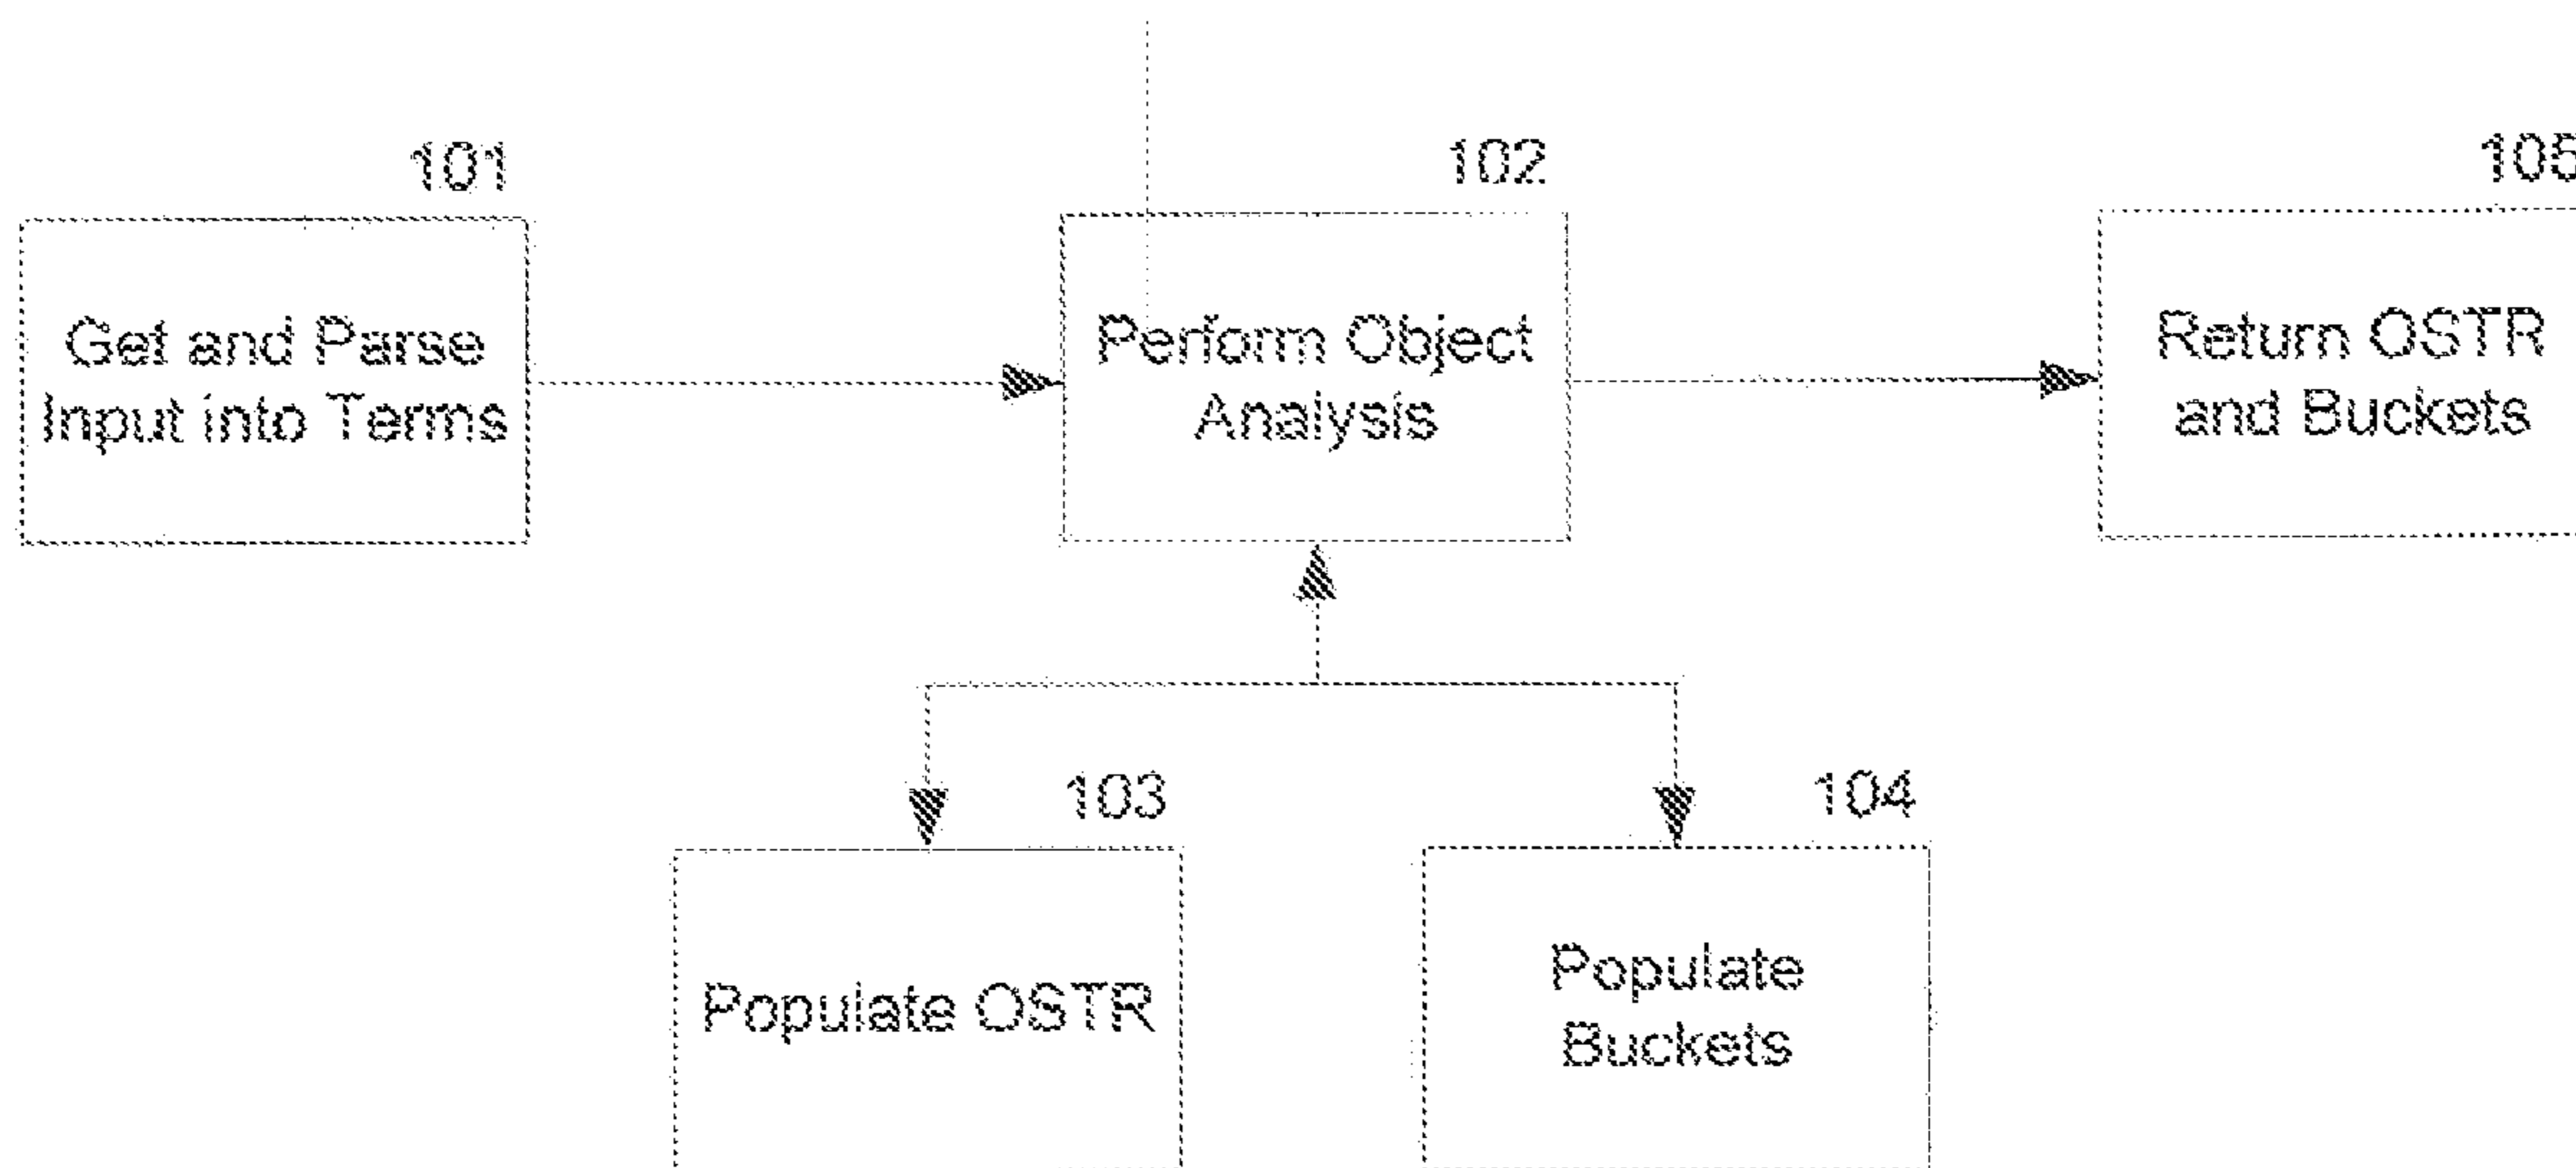 101
Get and Parse
Input into Terms
102
Perform Object
Analysis
105
Return OSTR
and Buckets
103
Populate OSTR
104
Populate
Buckets